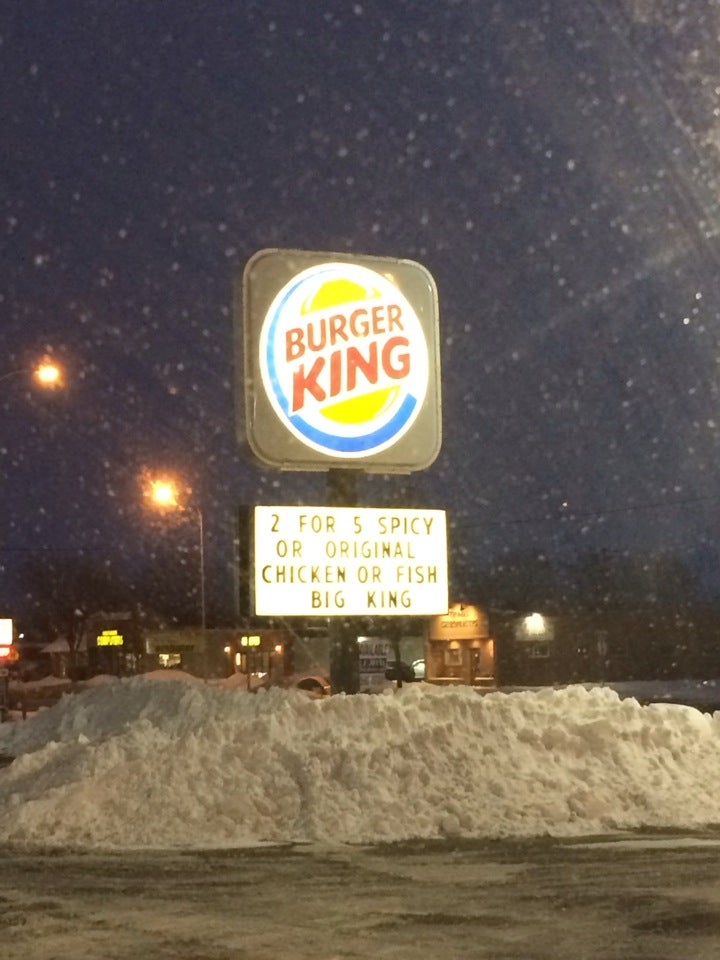 BURGER
KING
2 FOR 5 SPICY
OR ORIGINAL
CHICKEN OR FISH
BIG KING